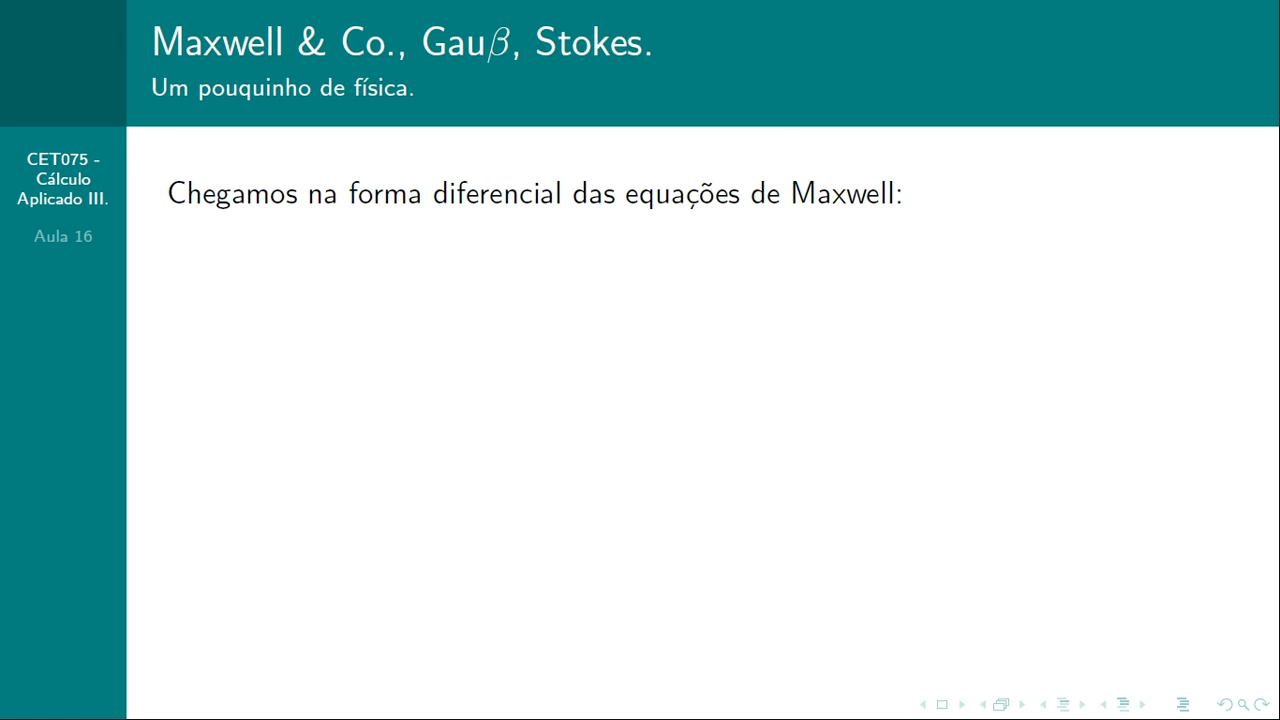 Maxwell & Co., Gauβ, Stokes.
Um pouquinho de física.
CET075 -
Cálculo
Aplicado III.
Aula 16
Chegamos na forma diferencial das equações de Maxwell: